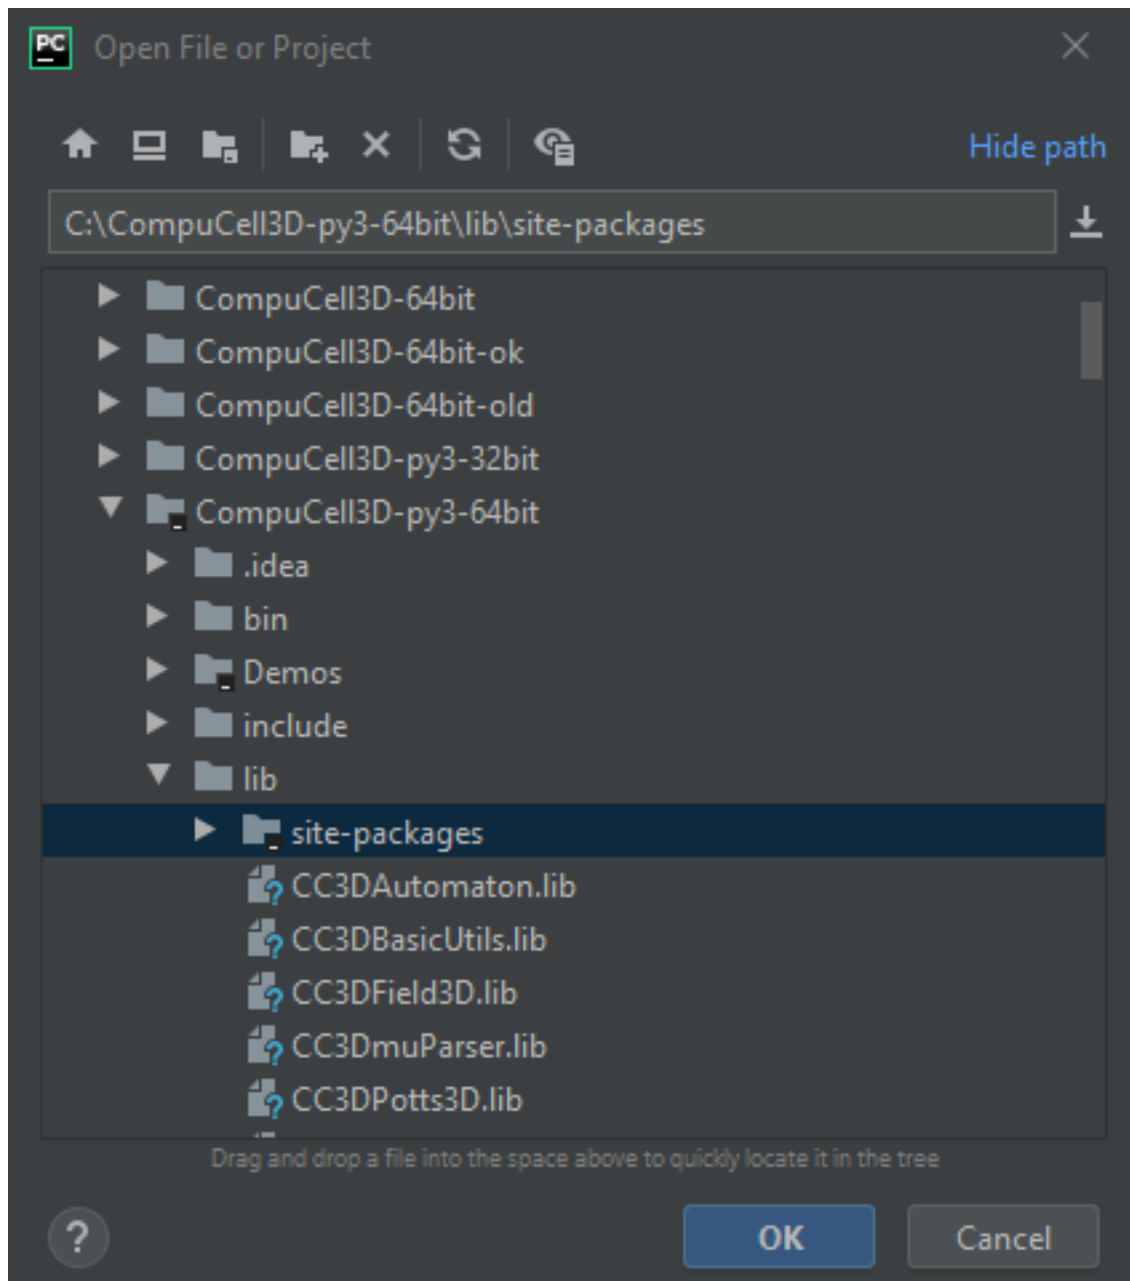 PC Open File or Project
Hide path
C:\CompuCell3D-py3-64bit\lib\site-packages
CompuCell3D-64bit
CompuCell3D-64bit-ok
CompuCell3D-64bit-old
CompuCell3D-py3-32bit
CompuCell3D-py3-64bit
.idea
bin
Demos
include
lib
site-packages
CC3DAutomaton.lib
CC3DBasicUtils.lib
CC3DField3D.lib
CC3DmuParser.lib
CC3DPotts3D.lib
Drag and drop a file into the space above to quickly locate it in the tree
? OK Cancel